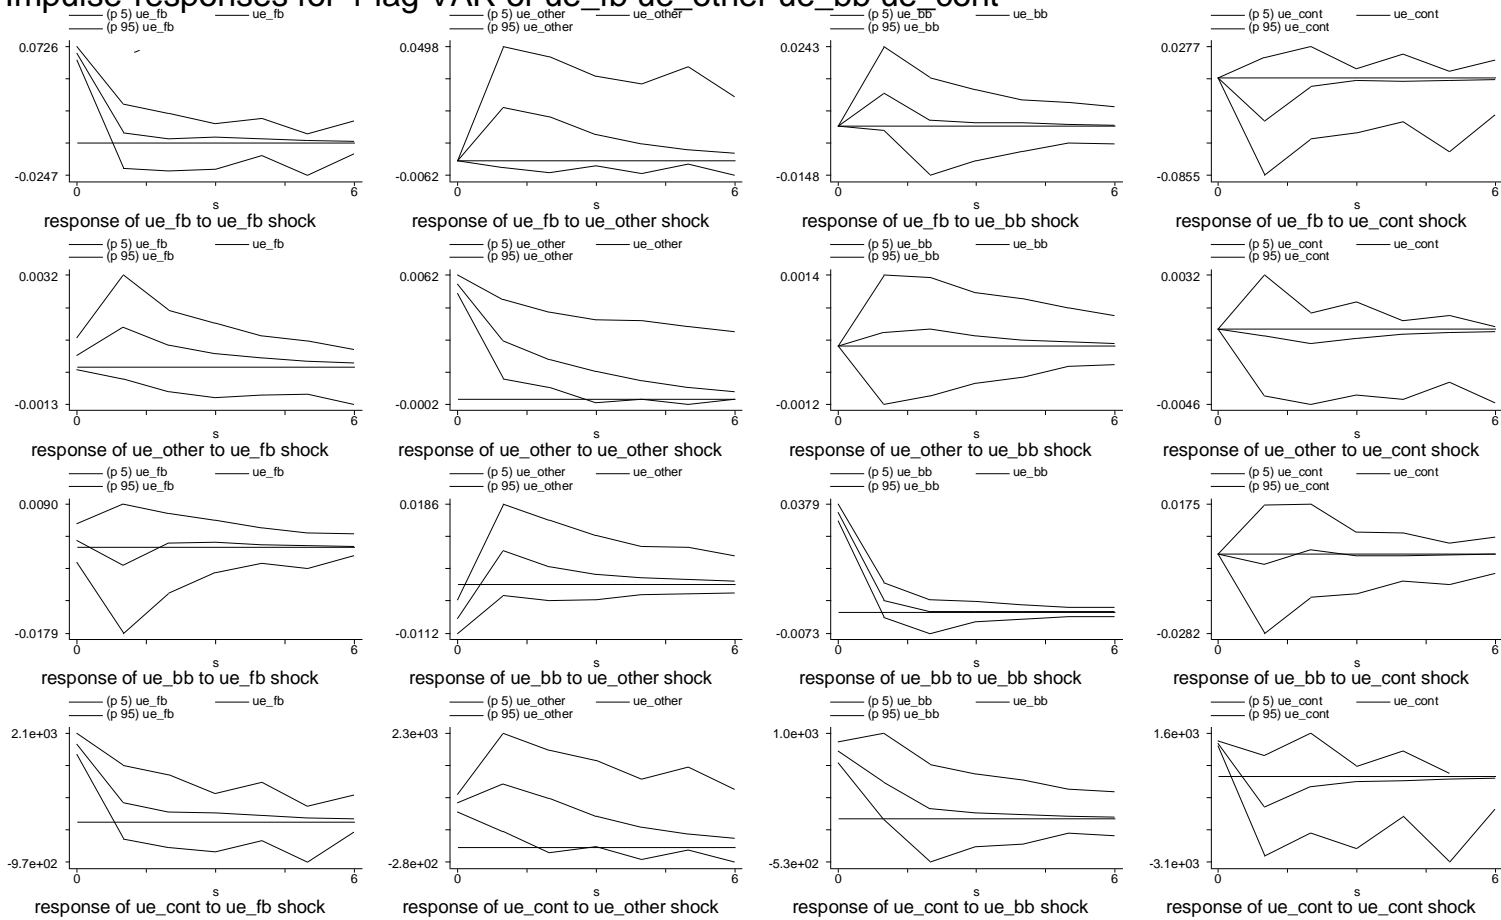 Impulse responses for 1 lag VAR of ue_fb ue_other ue_bb ue_cont
(p 5) ue_fb ue_fb
(p 95) ue_fb
0.0726
-0.0247
0 6
s
response of ue_fb to ue_fb shock
(p 5) ue_other ue_other
(p 95) ue_other
0.0498
-0.0062
0 6
s
response of ue_fb to ue_other shock
(p 5) ue_bb ue_bb
(p 95) ue_bb
0.0243
-0.0148
0 6
s
response of ue_fb to ue_bb shock
(p 5) ue_cont ue_cont
(p 95) ue_cont
0.0277
-0.0855
0 6
s
response of ue_fb to ue_cont shock
(p 5) ue_fb ue_fb
(p 95) ue_fb
0.0032
-0.0013
0 6
s
response of ue_other to ue_fb shock
(p 5) ue_other ue_other
(p 95) ue_other
0.0062
-0.0002
0 6
s
response of ue_other to ue_other shock
(p 5) ue_bb ue_bb
(p 95) ue_bb
0.0014
-0.0012
0 6
s
response of ue_other to ue_bb shock
(p 5) ue_cont ue_cont
(p 95) ue_cont
0.0032
-0.0046
0 6
s
response of ue_other to ue_cont shock
(p 5) ue_fb ue_fb
(p 95) ue_fb
0.0090
-0.0179
0 6
s
response of ue_bb to ue_fb shock
(p 5) ue_other ue_other
(p 95) ue_other
0.0186
-0.0112
0 6
s
response of ue_bb to ue_other shock
(p 5) ue_bb ue_bb
(p 95) ue_bb
0.0379
-0.0073
0 6
s
response of ue_bb to ue_bb shock
(p 5) ue_cont ue_cont
(p 95) ue_cont
0.0175
-0.0282
0 6
s
response of ue_bb to ue_cont shock
(p 5) ue_fb ue_fb
(p 95) ue_fb
2.1e+03
-9.7e+02
0 6
s
response of ue_cont to ue_fb shock
(p 5) ue_other ue_other
(p 95) ue_other
2.3e+03
-2.8e+02
0 6
s
response of ue_cont to ue_other shock
(p 5) ue_bb ue_bb
(p 95) ue_bb
1.0e+03
-5.3e+02
0 6
s
response of ue_cont to ue_bb shock
(p 5) ue_cont ue_cont
(p 95) ue_cont
1.6e+03
-3.1e+03
0 6
s
response of ue_cont to ue_cont shock